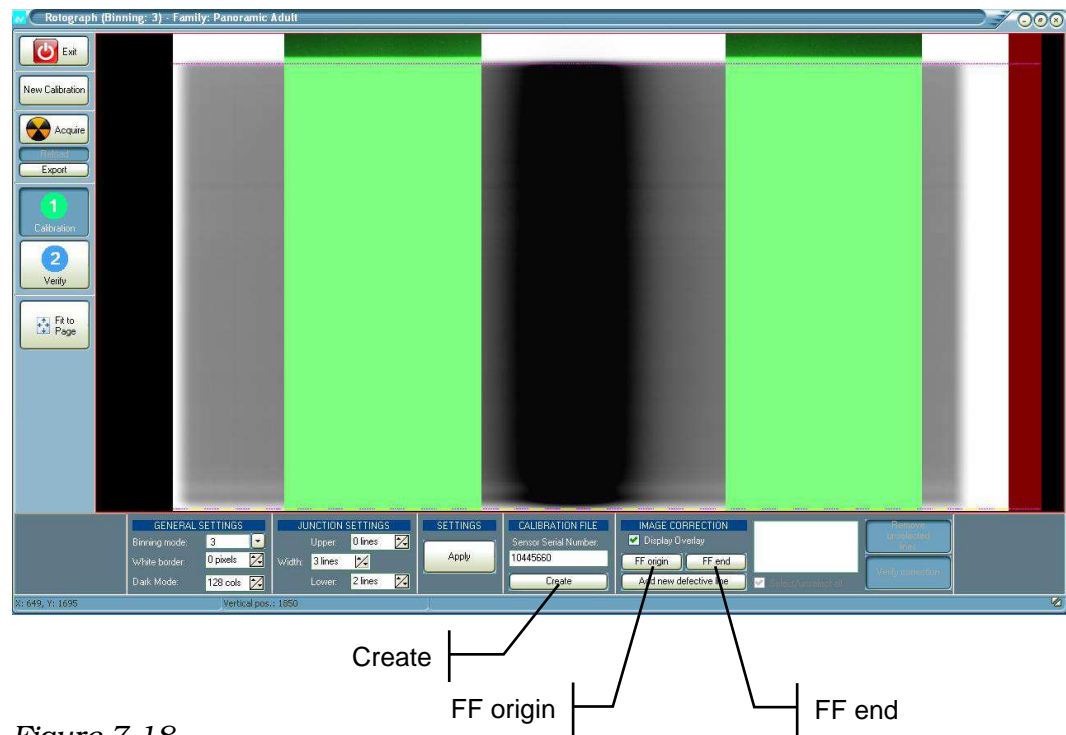 Rotograph (Binning: 3) - Family: Panoramic Adult
Exit
New Calibration
Acquire
Reload
Export
1
Calibration
2
Verify
Fit to
Page
GENERAL SETTINGS
Binning mode: 3
White border: 0 pixels
Dark Mode: 128 cols
JUNCTION SETTINGS
Upper: 0 lines
Width: 3 lines
Lower: 2 lines
SETTINGS
Apply
CALIBRATION FILE
Sensor Serial Number:
10445660
Create
IMAGE CORRECTION
Display Overlay
FF origin
FF end
Add new defective line
Select/unselect all
Remove
unselected
lines
Verify correction
X: 649, Y: 1695
Vertical pos.: 1850
Create
FF origin
FF end
Figure 7-18